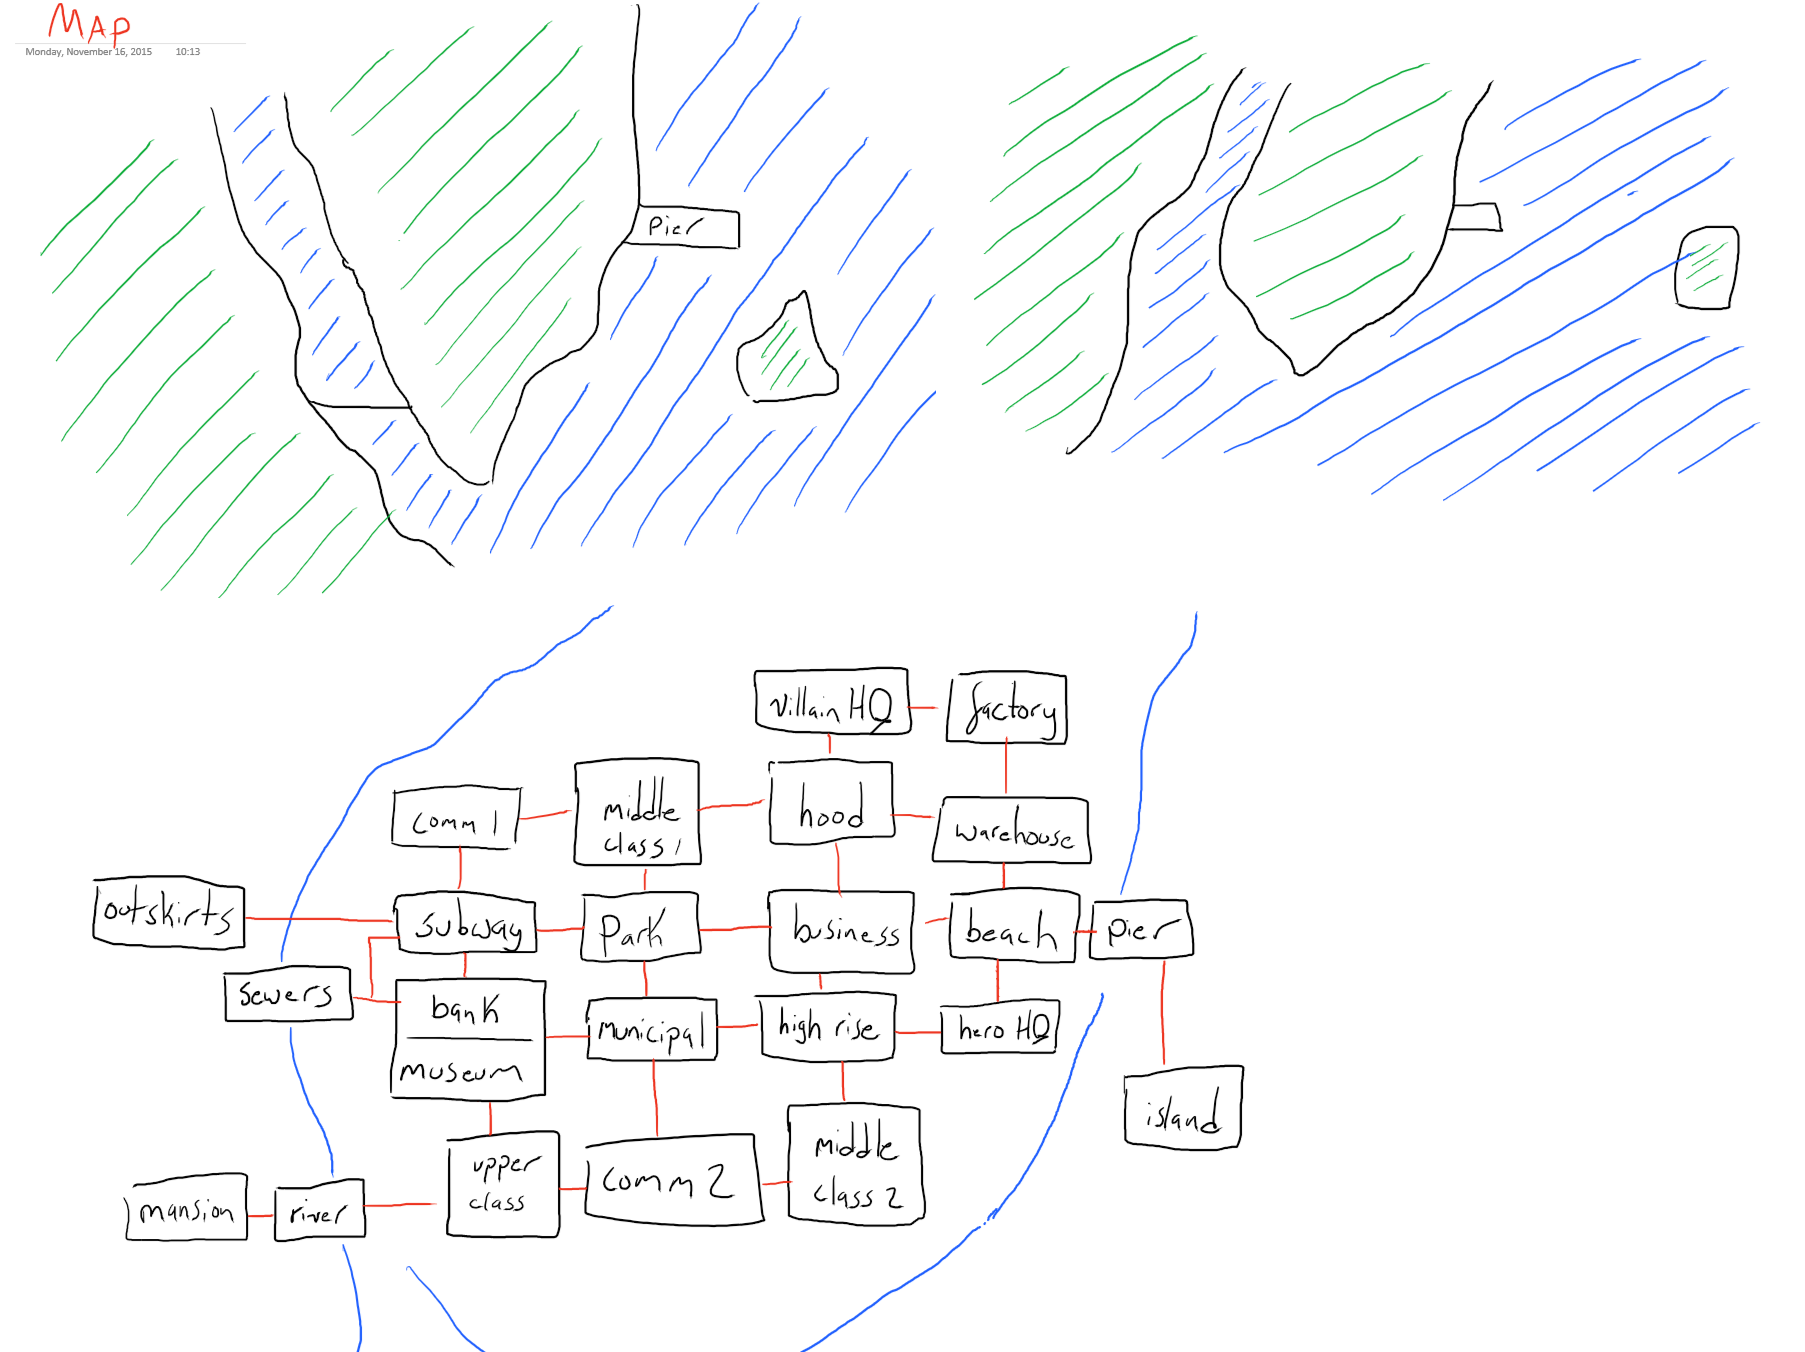 MAP
Monday, November 16, 2015 10:13
Pier
villain HQ
factory
comm 1
middle
class 1
hood
warehouse
outskirts
subway
Park
business
beach
pier
sewers
bank
museum
municipal
high rise
hero HQ
island
mansion
river
upper
class
comm 2
middle
class 2